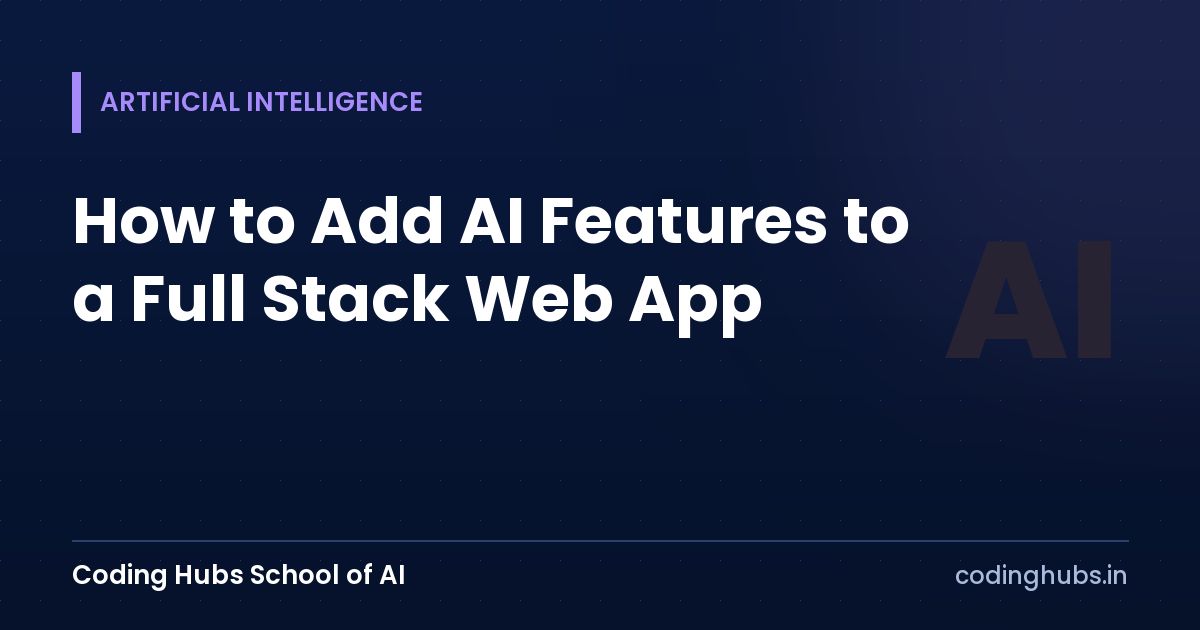 ARTIFICIAL INTELLIGENCE
How to Add AI Features to
a Full Stack Web App
AI
Coding Hubs School of AI
codinghubs.in